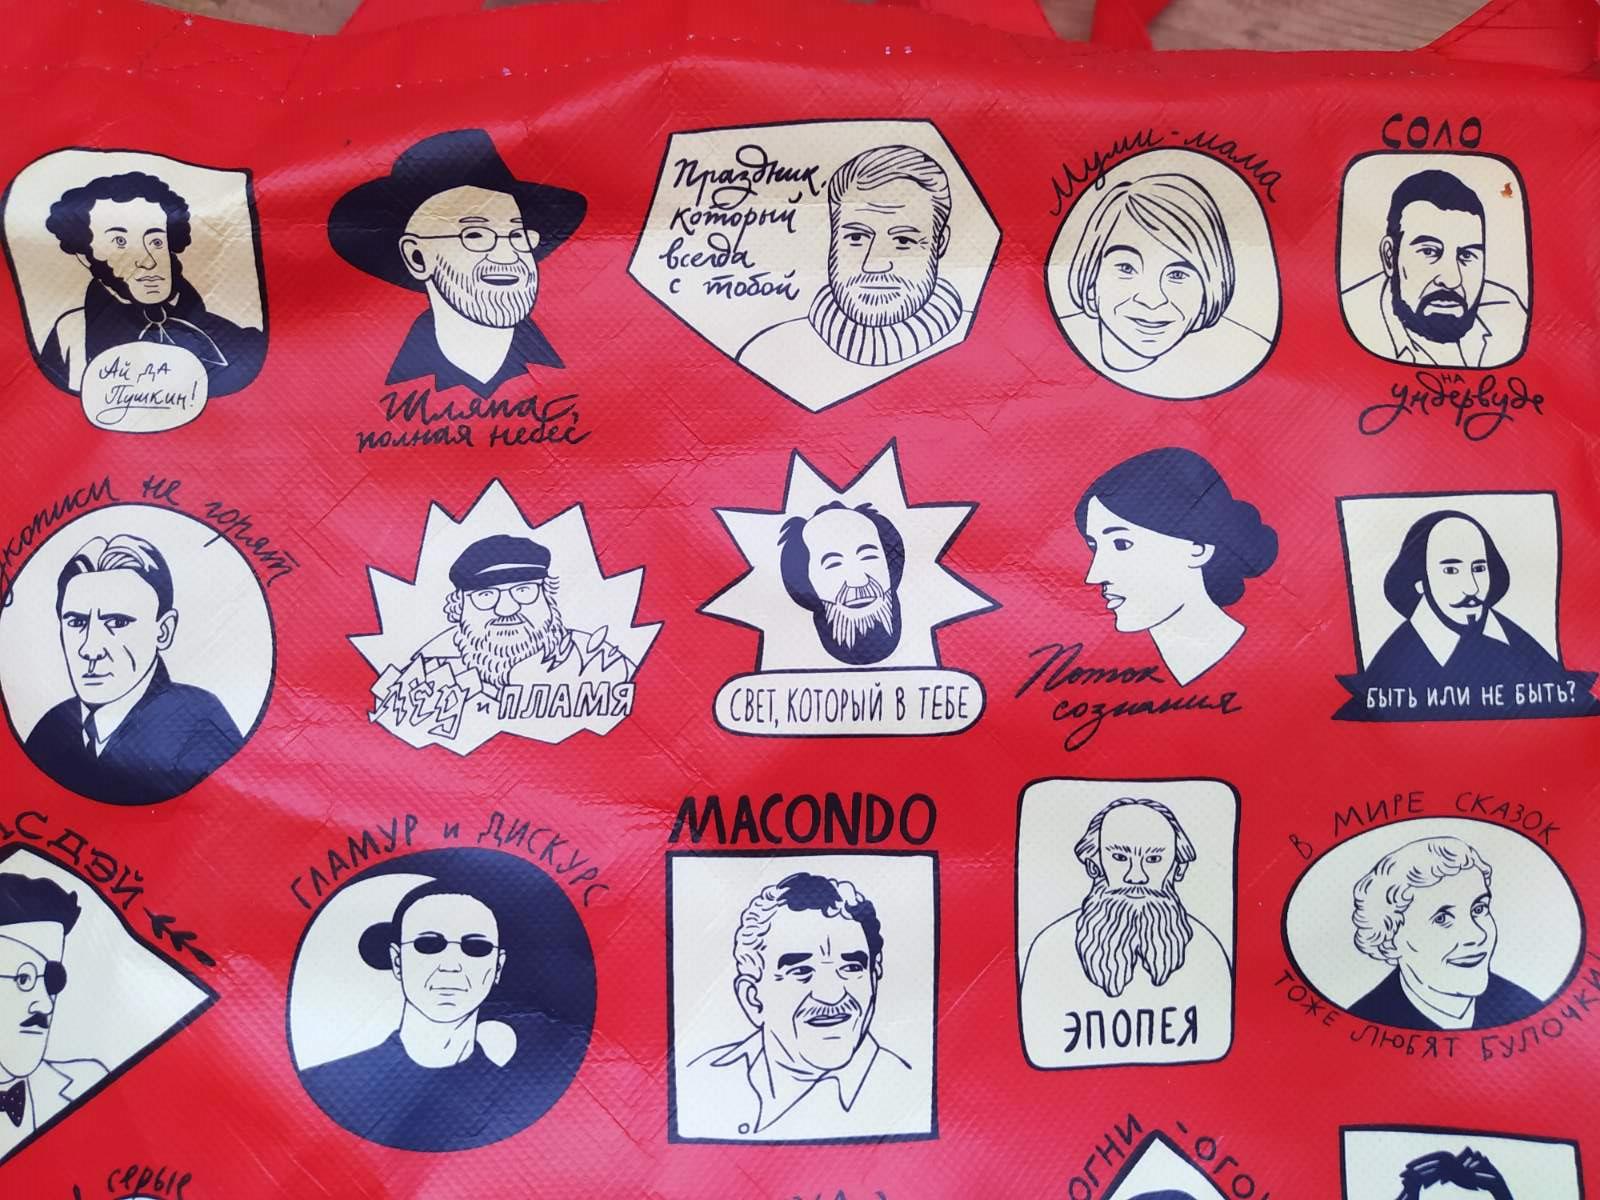 Ай да
Пушкин!
Шляпа,
полная небес
Праздник,
который
всегда
с тобой
Муми-мама
СОЛО
НА
ундервуде
не горят
ЛЁД и ПЛАМЯ
СВЕТ, КОТОРЫЙ В ТЕБЕ
Поток
сознания
БЫТЬ ИЛИ НЕ БЫТЬ?
ДЭЙ
ГЛАМУР и ДИСКУРС
MACONDO
ЭПОПЕЯ
В МИРЕ СКАЗОК
ТОЖЕ ЛЮБЯТ БУЛОЧКИ!
серые